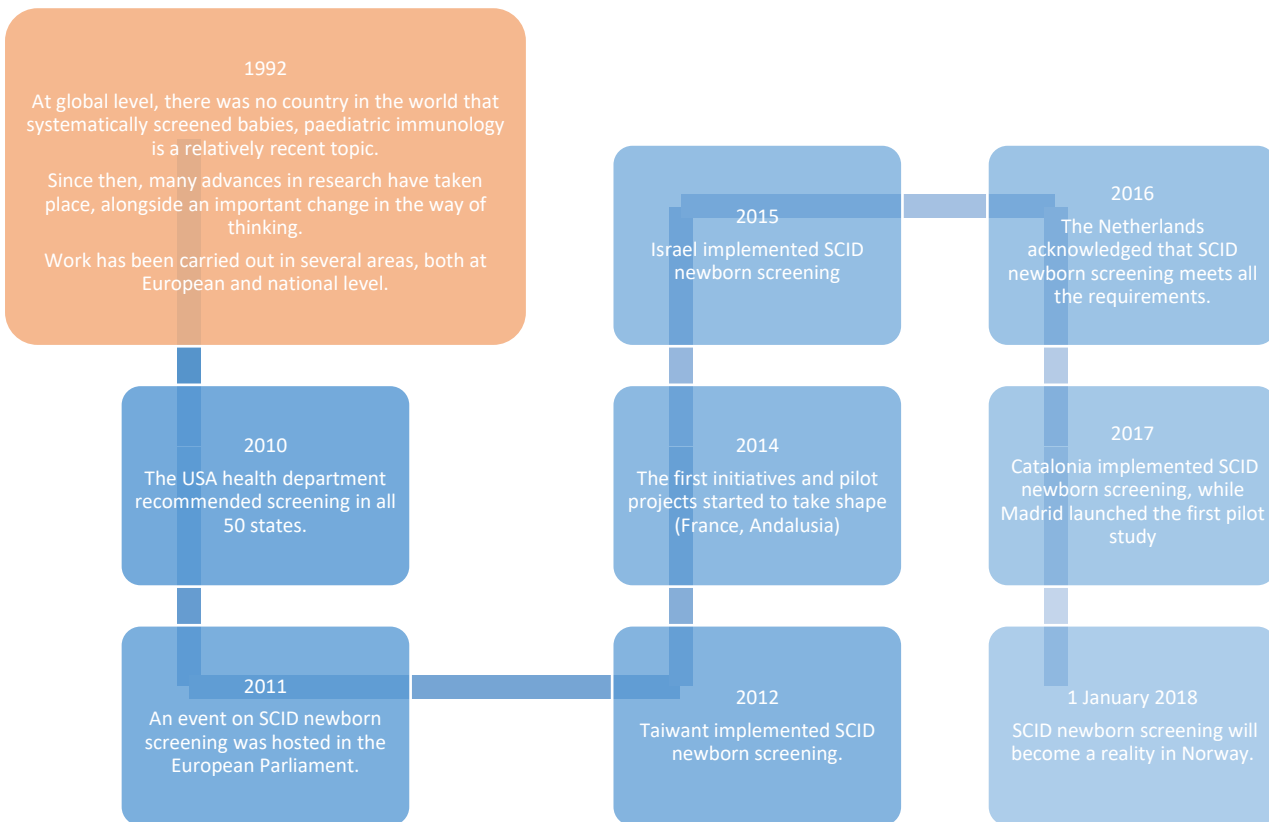 1992
At global level, there was no country in the world that
systematically screened babies, paediatric immunology
is a relatively recent topic.
Since then, many advances in research have taken
place, alongside an important change in the way of
thinking.
Work has been carried out in several areas, both at
European and national level.
2010
The USA health department
recommended screening in all
50 states.
2011
An event on SCID newborn
screening was hosted in the
European Parliament.
2012
Taiwant implemented SCID
newborn screening.
2014
The first initiatives and pilot
projects started to take shape
(France, Andalusia)
2015
Israel implemented SCID
newborn screening
2016
The Netherlands
acknowledged that SCID
newborn screening meets all
the requirements.
2017
Catalonia implemented SCID
newborn screening, while
Madrid launched the first pilot
study
1 January 2018
SCID newborn screening will
become a reality in Norway.